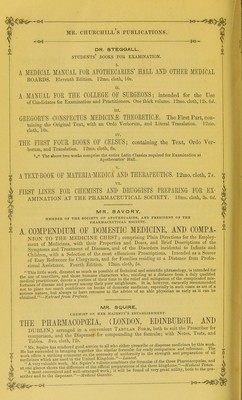 MR. CHURCHILL'S PUBLICATIONS.
DR. STEGGALL.
STUDENTS' BOOKS FOR EXAMINATION.
I.
A MEDICAL MANUAL FOR APOTHECARIES' HALL AND OTHER MEDICAL
BOARDS. Eleventh Edition. 12mo. cloth, 10s.
II.
A MANUAL FOR THE COLLEGE OF SURGEONS; intended for the Use
of Candidates for Examination and Practitioners. One thick volume. 12mo. cloth, 12s. 6d.
III.
GREGORY'S CONSPECTUS MEDICINÆ THEORETICÆ. The First Part, con-
taining the Original Text, with an Ordo Verborum, and Literal Translation. 12mo.
cloth, 10s.
IV.
THE FIRST FOUR BOOKS OF CELSUS; containing the Text, Ordo Ver-
borum, and Translation. 12mo. cloth, 8s.
*** The above two works comprise the entire Latin Classics required for Examination at
Apothecaries' Hall.
V.
A TEXT-BOOK OF MATERIA-MEDICA AND THERAPEUTICS. 12mo. cloth, 7s.
VI.
FIRST LINES FOR CHEMISTS AND DRUGGISTS PREPARING FOR EX-
AMINATION AT THE PHARMACEUTICAL SOCIETY. 18mo. cloth, 3s. 6d.
MR. SAVORY,
MEMBER OF THE SOCIETY OF APOTHECARIES, AND PRESIDENT OF THE
PHARMACEUTICAL SOCIETY.
A COMPENDIUM OF DOMESTIC MEDICINE, AND COMPA-
NION TO THE MEDICINE CHEST; comprising Plain Directions for the Employ-
ment of Medicines, with their Properties and Doses, and Brief Descriptions of the
Symptoms and Treatment of Diseases, and of the Disorders incidental to Infants and
Children, with a Selection of the most efficacious Prescriptions. Intended as a Source
of Easy Reference for Clergymen, and for Families residing at a Distance from Profes-
sional Assistance. Fourth Edition. 12mo. cloth, 5s.
MR. SQUIRE,
CHEMIST ON HER MAJESTY'S ESTABLISHMENT.
THE PHARMACOPŒIA, (LONDON, EDINBURGH, AND
DUBLIN,) arranged in a convenient TABULAR FORM, both to suit the Prescriber for
comparison, and the Dispenser for compounding the formulæ; with Notes, Tests, and
Tables. 8vo. cloth, 12s.